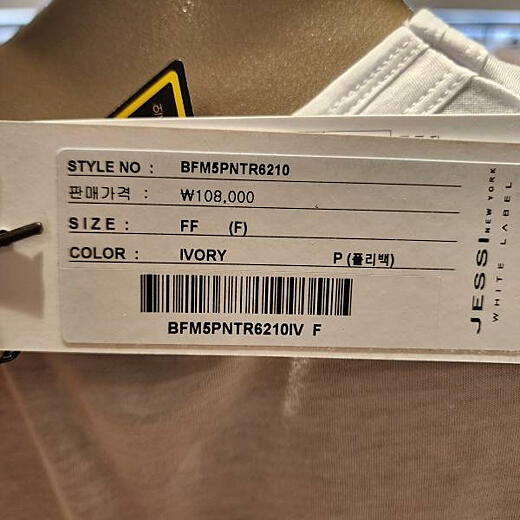 STYLE NO : BFM5PNTR6210
판매가격 : ₩108,000
SIZE : FF (F)
COLOR : IVORY P (폴리백)
BFM5PNTR6210IV F
JESSI NEW YORK
WHITE LABEL